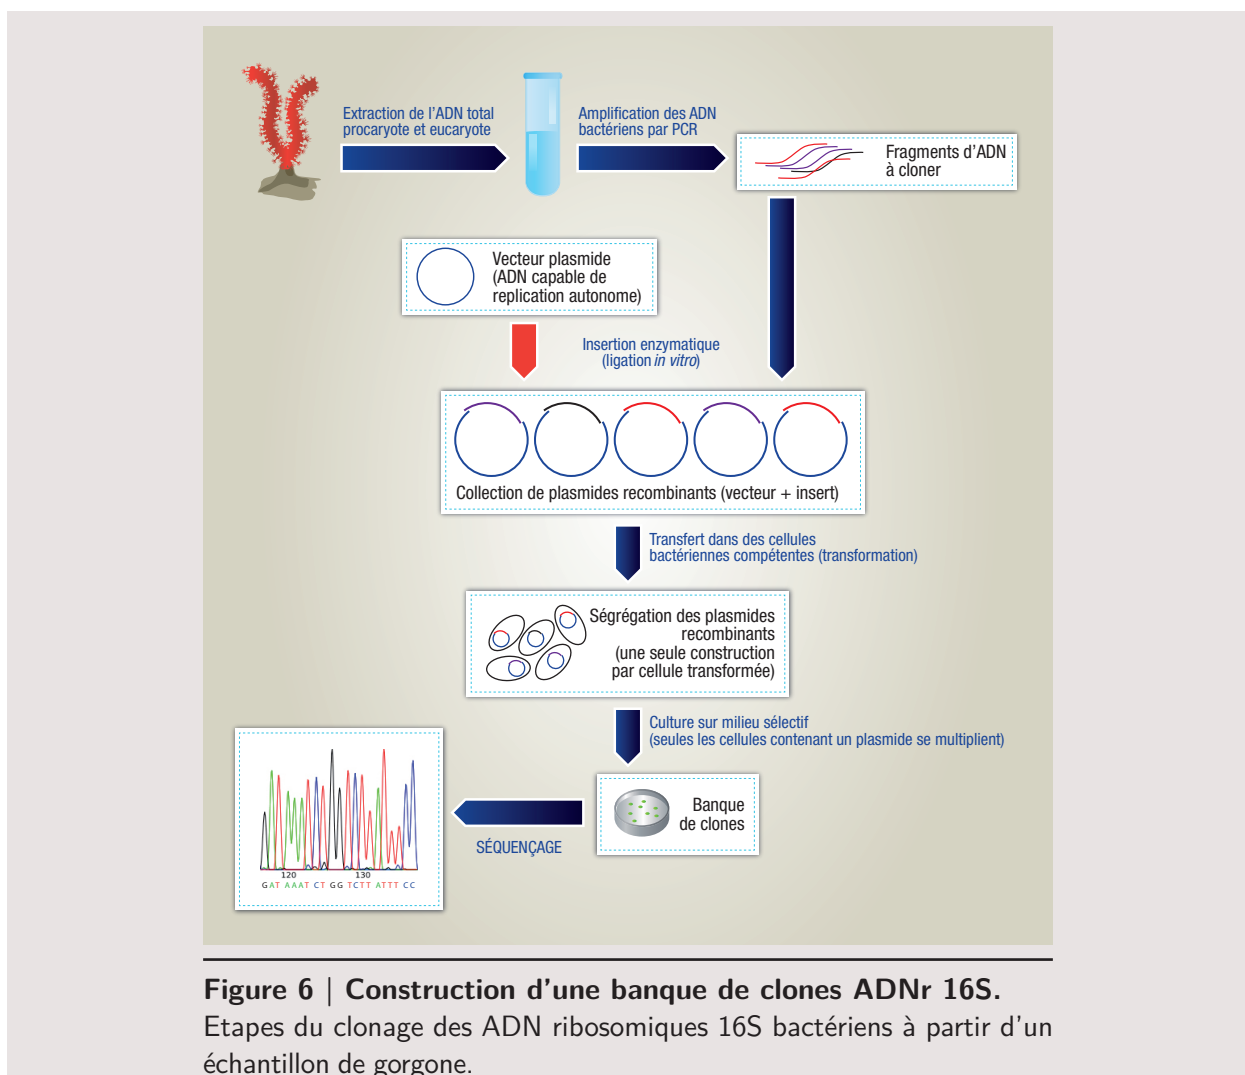 Extraction de l'ADN total
procaryote et eucaryote
Amplification des ADN
bactériens par PCR
Fragments d'ADN
à cloner
Vecteur plasmide
(ADN capable de
replication autonome)
Insertion enzymatique
(ligation in vitro)
Collection de plasmides recombinants (vecteur + insert)
Transfert dans des cellules
bactériennes compétentes (transformation)
Ségrégation des plasmides
recombinants
(une seule construction
par cellule transformée)
Culture sur milieu sélectif
(seules les cellules contenant un plasmide se multiplient)
Banque
de clones
SÉQUENÇAGE
120 130
GAT AAAT CT GG TCTT ATTT CC
Figure 6 | Construction d'une banque de clones ADNr 16S.
Etapes du clonage des ADN ribosomiques 16S bactériens à partir d'un
échantillon de gorgone.